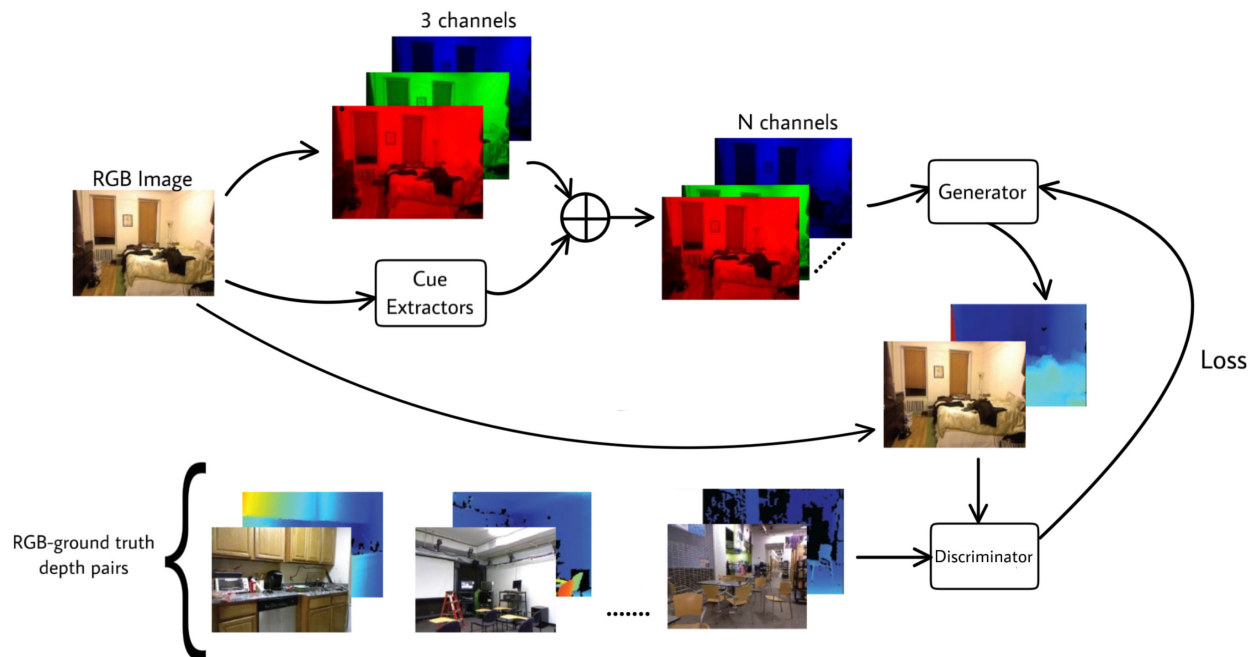 3 channels
N channels
RGB Image
Generator
Cue
Extractors
Loss
RGB-ground truth
depth pairs
Discriminator